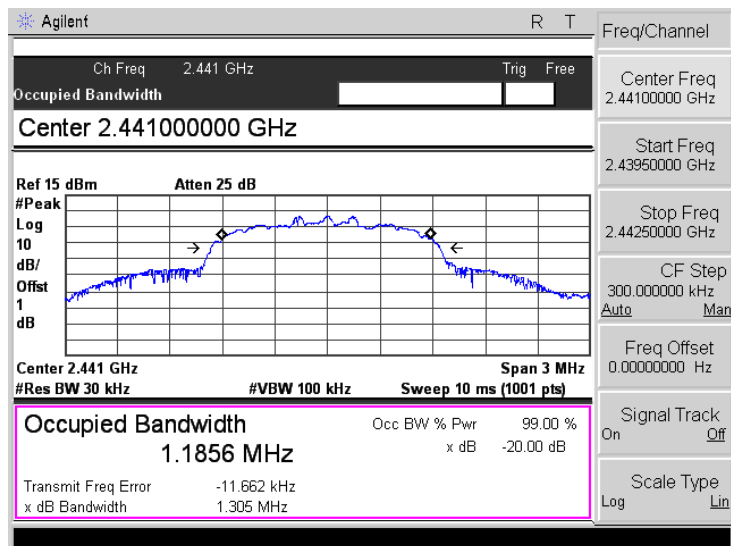 Agilent R T
Ch Freq 2.441 GHz Trig Free
Occupied Bandwidth
Center 2.441000000 GHz
Ref 15 dBm Atten 25 dB
#Peak
Log
10
dB/
Offst
1
dB
Center 2.441 GHz Span 3 MHz
#Res BW 30 kHz #VBW 100 kHz Sweep 10 ms (1001 pts)
Occupied Bandwidth Occ BW % Pwr 99.00 %
1.1856 MHz x dB -20.00 dB
Transmit Freq Error -11.662 kHz
x dB Bandwidth 1.305 MHz
Freq/Channel
Center Freq
2.44100000 GHz
Start Freq
2.43950000 GHz
Stop Freq
2.44250000 GHz
CF Step
300.000000 kHz
Auto Man
Freq Offset
0.00000000 Hz
Signal Track
On Off
Scale Type
Log Lin